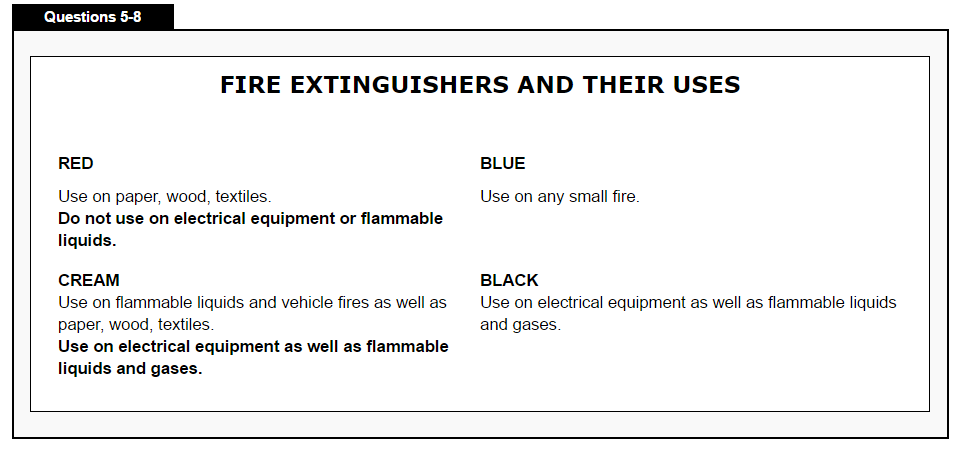 Questions 5-8
FIRE EXTINGUISHERS AND THEIR USES
RED
Use on paper, wood, textiles.
Do not use on electrical equipment or flammable
liquids.
BLUE
Use on any small fire.
CREAM
Use on flammable liquids and vehicle fires as well as
paper, wood, textiles.
Use on electrical equipment as well as flammable
liquids and gases.
BLACK
Use on electrical equipment as well as flammable liquids
and gases.